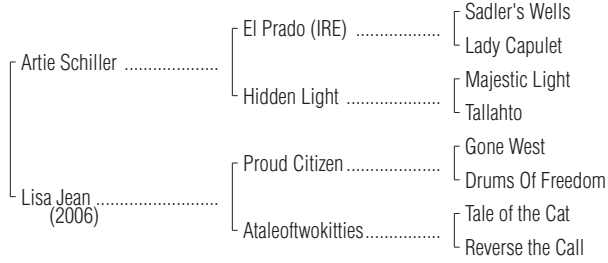 Sadler's Wells
El Prado (IRE) ...................
Lady Capulet
Artie Schiller .....................
Majestic Light
Hidden Light .....................
Tallahto
Gone West
Proud Citizen.....................
Drums Of Freedom
Lisa Jean ...........................
(2006)
Tale of the Cat
Ataleoftwokitties.................
Reverse the Call